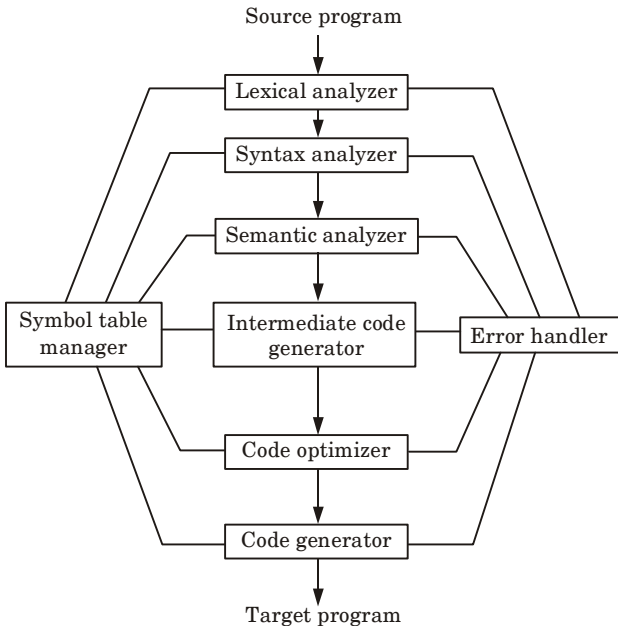 Source program
Lexical analyzer
Syntax analyzer
Semantic analyzer
Symbol table
manager
Intermediate code
generator
Error handler
Code optimizer
Code generator
Target program